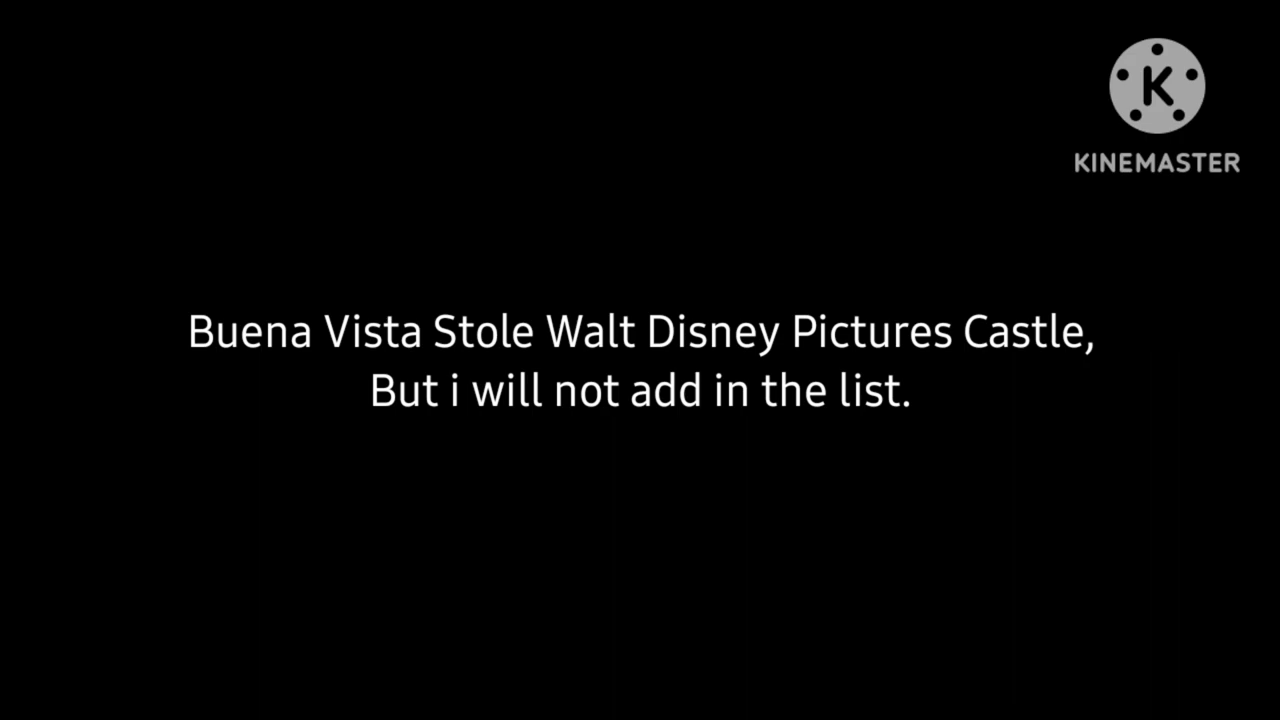 K
KINEMASTER
Buena Vista Stole Walt Disney Pictures Castle,
But i will not add in the list.